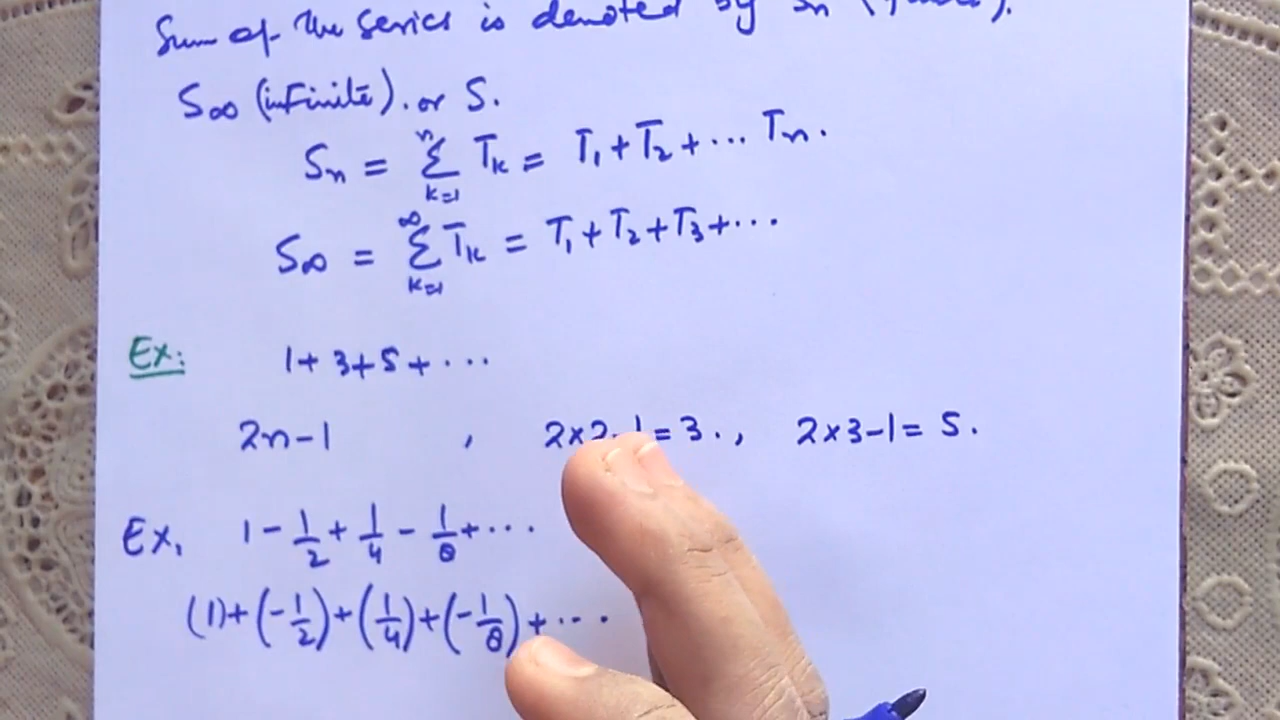 Sum of the series is denoted by Sn
S∞ (infinite). or S.
Sn = n Σ k=1 Tk = T1 + T2 + ... Tn.
S∞ = ∞ Σ k=1 Tk = T1 + T2 + T3 + ...
Ex: 1 + 3 + 5 + ...
2n-1 , 2×2-1 = 3. , 2×3-1 = 5.
Ex. 1 - 1/2 + 1/4 - 1/8 + ...
(1) + (-1/2) + (1/4) + (-1/8) + ...